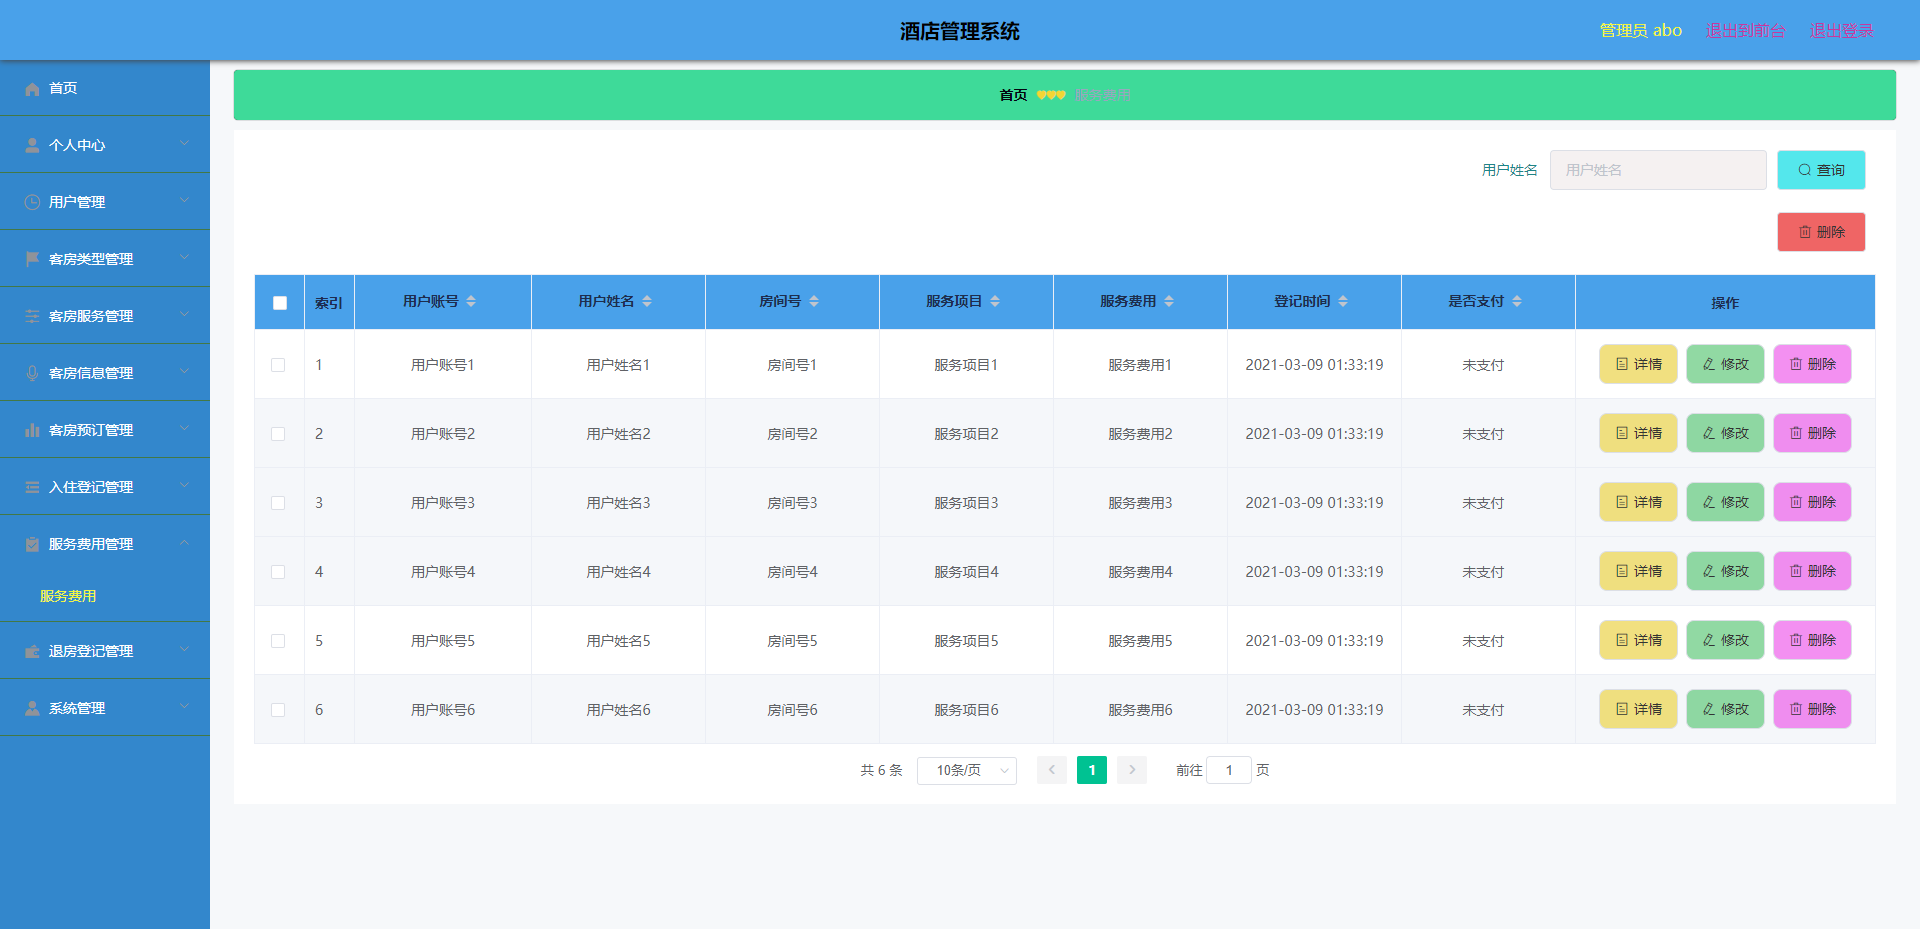 酒店管理系统
管理员 abo 退出到前台 退出登录
首页
个人中心
用户管理
客房类型管理
客房服务管理
客房信息管理
客房预订管理
入住登记管理
服务费用管理
服务费用
退房登记管理
系统管理
首页 服务费用
用户姓名 用户姓名 查询
删除
索引 用户账号 用户姓名 房间号 服务项目 服务费用 登记时间 是否支付 操作
1 用户账号1 用户姓名1 房间号1 服务项目1 服务费用1 2021-03-09 01:33:19 未支付 详情 修改 删除
2 用户账号2 用户姓名2 房间号2 服务项目2 服务费用2 2021-03-09 01:33:19 未支付 详情 修改 删除
3 用户账号3 用户姓名3 房间号3 服务项目3 服务费用3 2021-03-09 01:33:19 未支付 详情 修改 删除
4 用户账号4 用户姓名4 房间号4 服务项目4 服务费用4 2021-03-09 01:33:19 未支付 详情 修改 删除
5 用户账号5 用户姓名5 房间号5 服务项目5 服务费用5 2021-03-09 01:33:19 未支付 详情 修改 删除
6 用户账号6 用户姓名6 房间号6 服务项目6 服务费用6 2021-03-09 01:33:19 未支付 详情 修改 删除
共 6 条 10条/页 1 前往 1 页